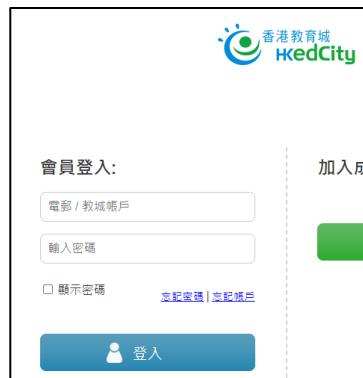 香港教育城
HKedCity
會員登入:
加入成
電郵 / 教城帳戶
輸入密碼
顯示密碼
忘記密碼 | 忘記帳戶
登入